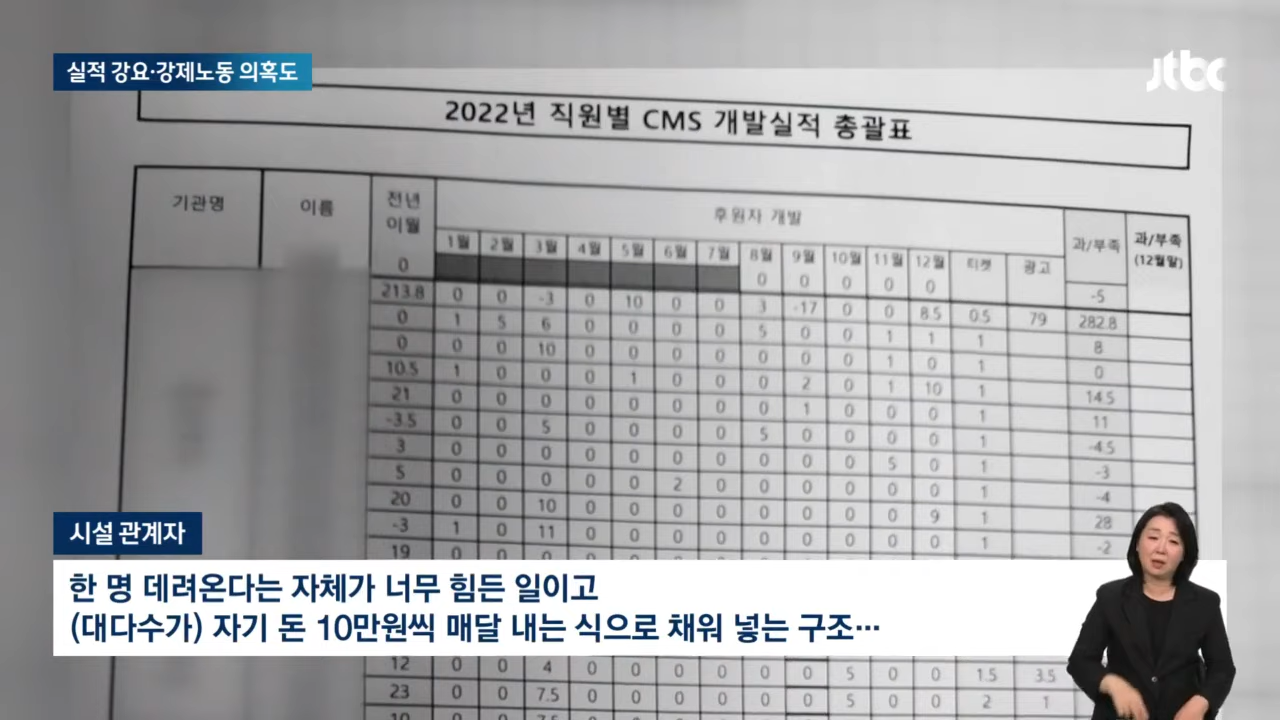 실적 강요·강제노동 의혹도
jtbc
2022년 직원별 CMS 개발실적 총괄표
기관명 이름 전년이월 후원자 개발 과/부족 과/부족 (12월말)
1월 2월 3월 4월 5월 6월 7월 8월 9월 10월 11월 12월 티켓 광고
0 0 0 0 0 0 -5
213.8 0 0 -3 0 10 0 0 3 -17 0 0 8.5 0.5 79 282.8
0 1 5 6 0 0 0 0 5 0 0 1 1 1 8
0 0 0 10 0 0 0 0 0 0 0 1 0 1 0
10.5 1 0 0 0 1 0 0 0 2 0 1 10 1 14.5
21 0 0 0 0 0 0 0 0 1 0 0 0 1 11
-3.5 0 0 5 0 0 0 0 5 0 0 0 0 1 -4.5
3 0 0 0 0 0 0 0 0 0 0 5 0 1 -3
5 0 0 0 0 0 2 0 0 0 0 0 0 1 -4
20 0 0 10 0 0 0 0 0 0 0 0 9 1 28
-3 1 0 11 0 0 0 0 0 0 0 0 0 1 -2
19
시설 관계자
한 명 데려온다는 자체가 너무 힘든 일이고
(대다수가) 자기 돈 10만원씩 매달 내는 식으로 채워 넣는 구조…
12 0 0 4 0 0 0 0 0 0 5 0 0 1.5 3.5
23 0 0 7.5 0 0 0 0 0 0 5 0 0 2 1